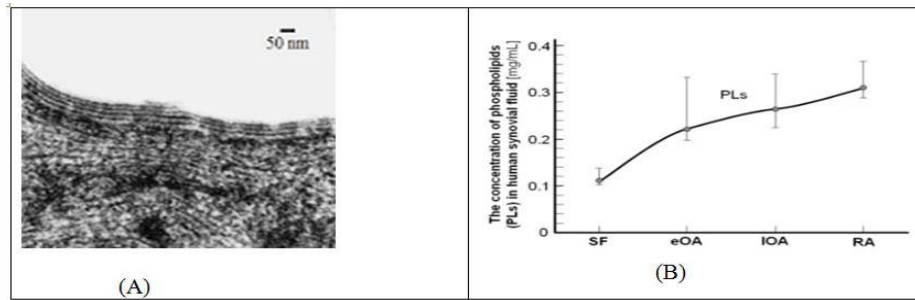 50 nm
(A)
The concentration of phospholipids
(PLs) in human synovial fluid [mg/mL]
0.4
0.3
0.2
0.1
0
PLs
SF
eOA
lOA
RA
(B)